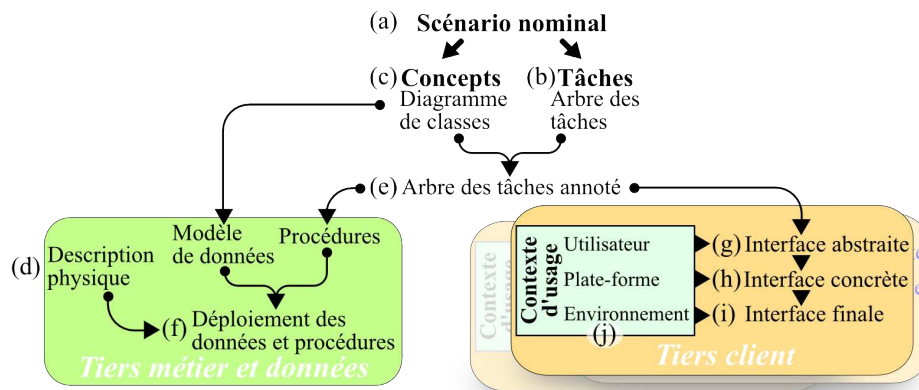 (a) Scénario nominal
(c) Concepts (b) Tâches
Diagramme
de classes
Arbre des
tâches
(e) Arbre des tâches annoté
(d)
Description
physique
Modèle
de données
Procédures
(f) Déploiement des
données et procédures
Tiers métier et données
Contexte
d'usage
Contexte
d'usage
Utilisateur
Plate-forme
Environnement
(j)
(g) Interface abstraite
(h) Interface concrète
(i) Interface finale
Tiers client